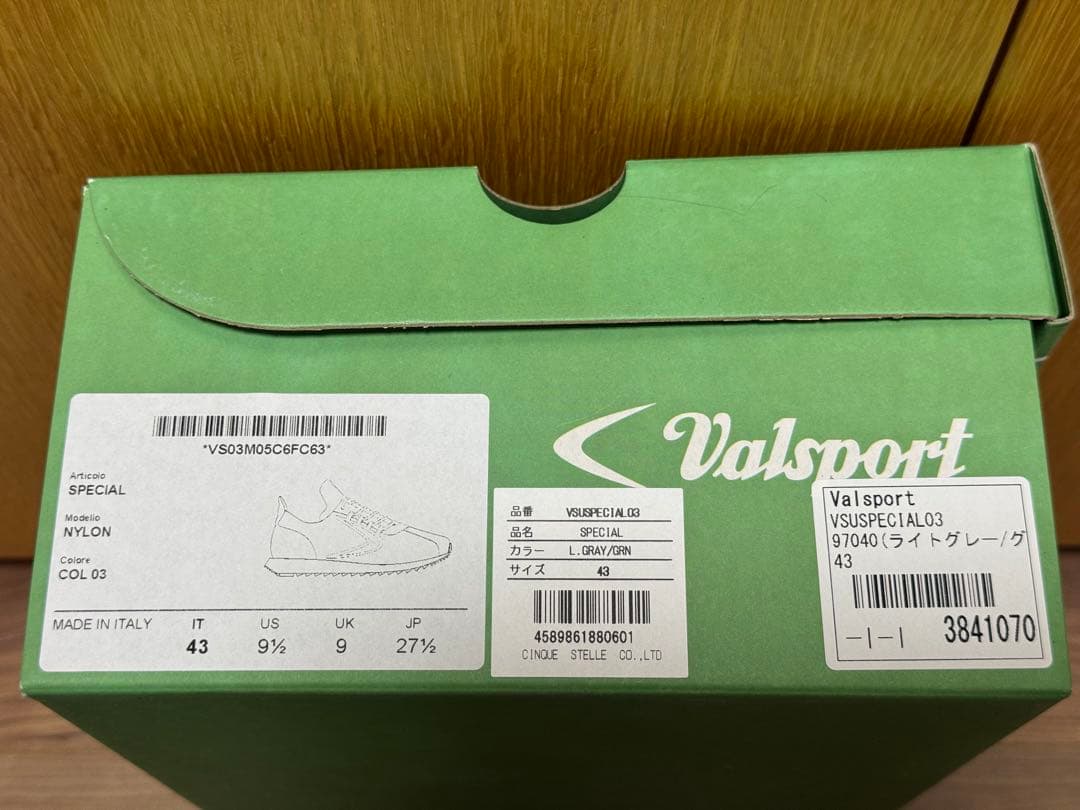 Valsport
*VS03M05C6FC63*
Articolo
SPECIAL
Modello
NYLON
Colore
COL 03
MADE IN ITALY IT US UK JP
43 9½ 9 27½
品番 VSUSPECIAL03
品名 SPECIAL
カラー L.GRAY/GRN
サイズ 43
4589861880601
CINQUE STELLE CO.,LTD
Valsport
VSUSPECIAL03
97040(ライトグレー/グ
43
—|—| 3841070